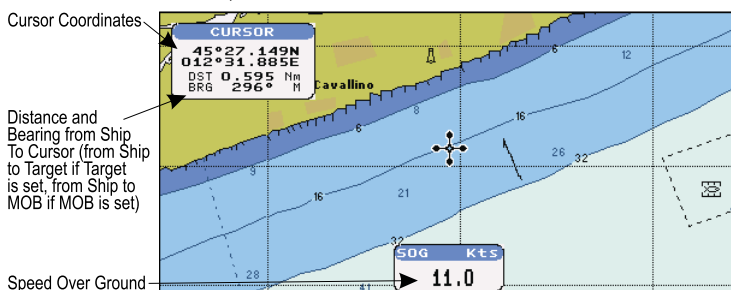 Cursor Coordinates
CURSOR
45°27.149N
012°31.885E
DST 0.595 Nm
BRG 296° M
Cavallino
Distance and
Bearing from Ship
To Cursor (from Ship
to Target if Target
is set, from Ship to
MOB if MOB is set)
12
8
16
6
26
32
9
21
16
32
28
41
SOG Kts
11.0
Speed Over Ground